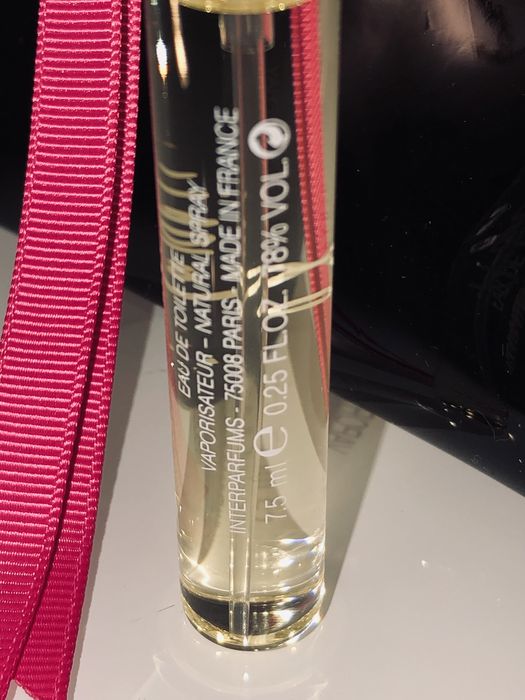 EAU DE TOILETTE
VAPORISATEUR - NATURAL SPRAY
INTERPARFUMS - 75008 PARIS - MADE IN FRANCE
7.5 ml e 0.25 FL.OZ. 78% VOL.